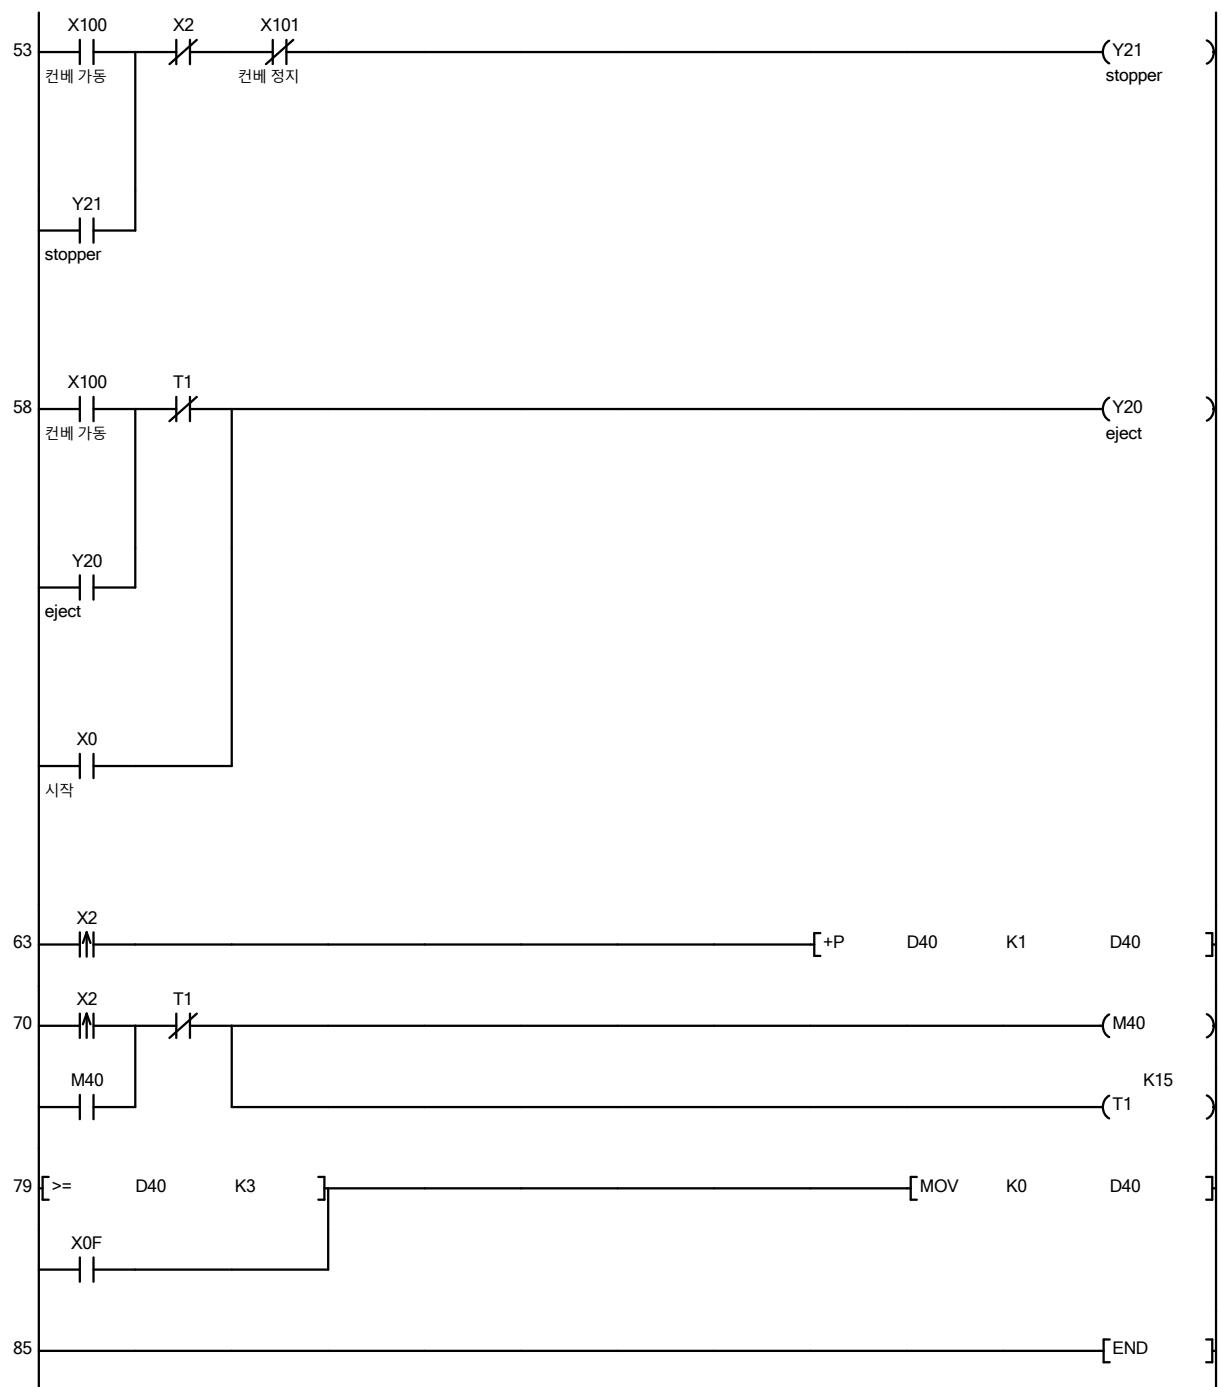 X100 X2 X101
53 Y21
컨베 가동 컨베 정지 stopper
Y21
stopper
X100 T1
58 Y20
컨베 가동 eject
Y20
eject
X0
시작
X2
63 +P D40 K1 D40
X2 T1
70 M40
M40 K15
T1
79 >= D40 K3 MOV K0 D40
X0F
85 END